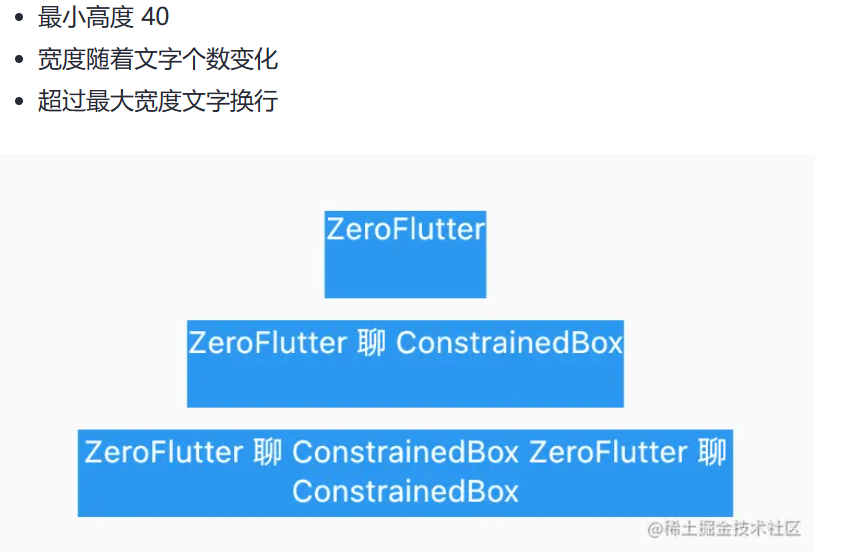 最小高度 40
宽度随着文字个数变化
超过最大宽度文字换行
ZeroFlutter
ZeroFlutter 聊 ConstrainedBox
ZeroFlutter 聊 ConstrainedBox ZeroFlutter 聊
ConstrainedBox
@稀土掘金技术社区